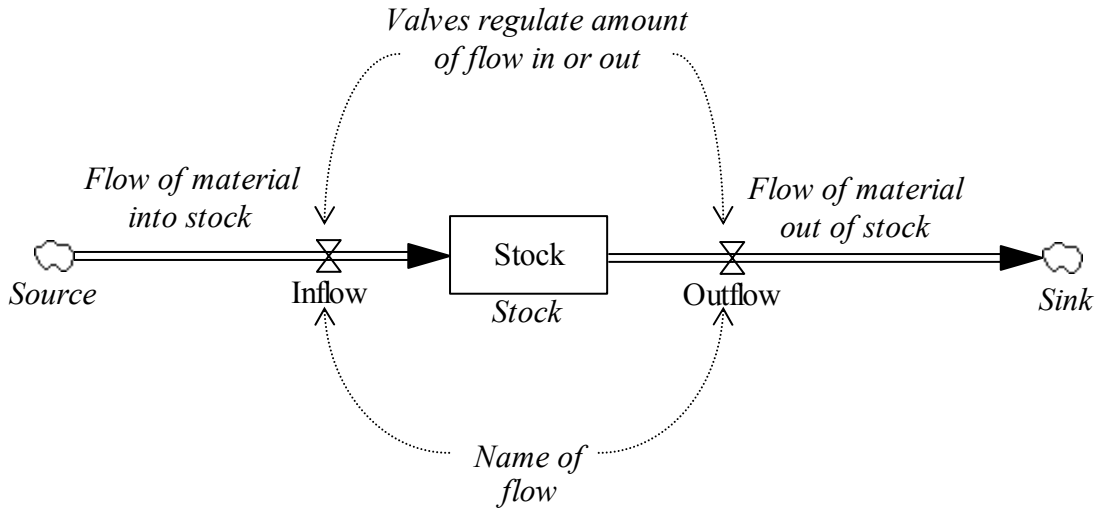 Valves regulate amount
of flow in or out
Flow of material
into stock
Flow of material
out of stock
Stock
Source
Inflow
Stock
Outflow
Sink
Name of
flow